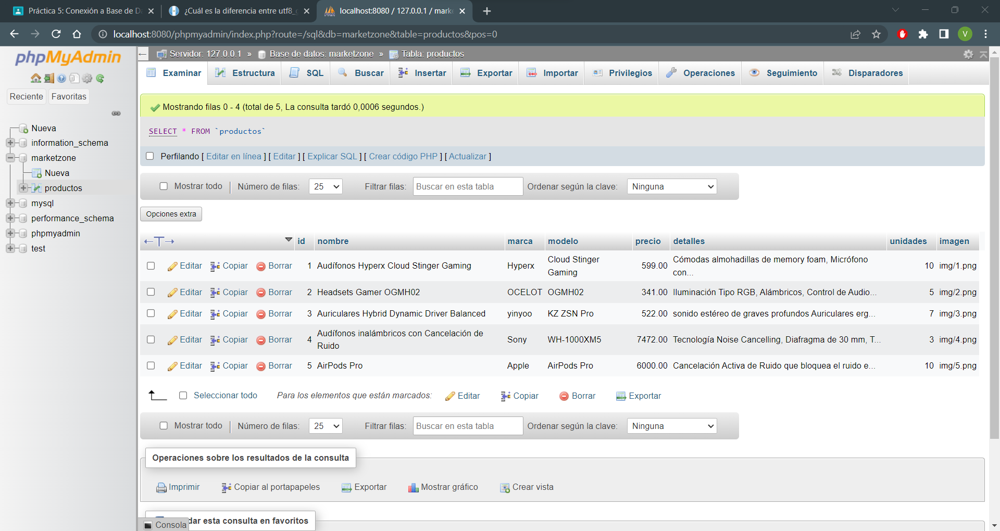 Práctica 5: Conexión a Base de Da
¿Cuál es la diferencia entre utf8_g
localhost:8080 / 127.0.0.1 / mark
localhost:8080/phpmyadmin/index.php?route=/sql&db=marketzone&table=productos&pos=0
V
phpMyAdmin
Reciente Favoritas
Nueva
information_schema
marketzone
Nueva
productos
mysql
performance_schema
phpmyadmin
test
Servidor: 127.0.0.1 » Base de datos: marketzone » Tabla: productos
Examinar Estructura SQL Buscar Insertar Exportar Importar Privilegios Operaciones Seguimiento Disparadores
Mostrando filas 0 - 4 (total de 5, La consulta tardó 0,0006 segundos.)
SELECT * FROM `productos`
Perfilando [ Editar en línea ] [ Editar ] [ Explicar SQL ] [ Crear código PHP ] [ Actualizar ]
Mostrar todo | Número de filas: 25 Filtrar filas: Buscar en esta tabla Ordenar según la clave: Ninguna
Opciones extra
←T→ id nombre marca modelo precio detalles unidades imagen
Editar Copiar Borrar 1 Audífonos Hyperx Cloud Stinger Gaming Hyperx Cloud Stinger Gaming 599.00 Cómodas almohadillas de memory foam, Micrófono con... 10 img/1.png
Editar Copiar Borrar 2 Headsets Gamer OGMH02 OCELOT OGMH02 341.00 Iluminación Tipo RGB, Alámbricos, Control de Audio... 5 img/2.png
Editar Copiar Borrar 3 Auriculares Hybrid Dynamic Driver Balanced yinyoo KZ ZSN Pro 522.00 sonido estéreo de graves profundos Auriculares erg... 7 img/3.png
Editar Copiar Borrar 4 Audífonos inalámbricos con Cancelación de Ruido Sony WH-1000XM5 7472.00 Tecnología Noise Cancelling, Diafragma de 30 mm, T... 3 img/4.png
Editar Copiar Borrar 5 AirPods Pro Apple AirPods Pro 6000.00 Cancelación Activa de Ruido que bloquea el ruido e... 10 img/5.png
Seleccionar todo Para los elementos que están marcados: Editar Copiar Borrar Exportar
Mostrar todo | Número de filas: 25 Filtrar filas: Buscar en esta tabla Ordenar según la clave: Ninguna
Operaciones sobre los resultados de la consulta
Imprimir Copiar al portapapeles Exportar Mostrar gráfico Crear vista
dar esta consulta en favoritos
Consola